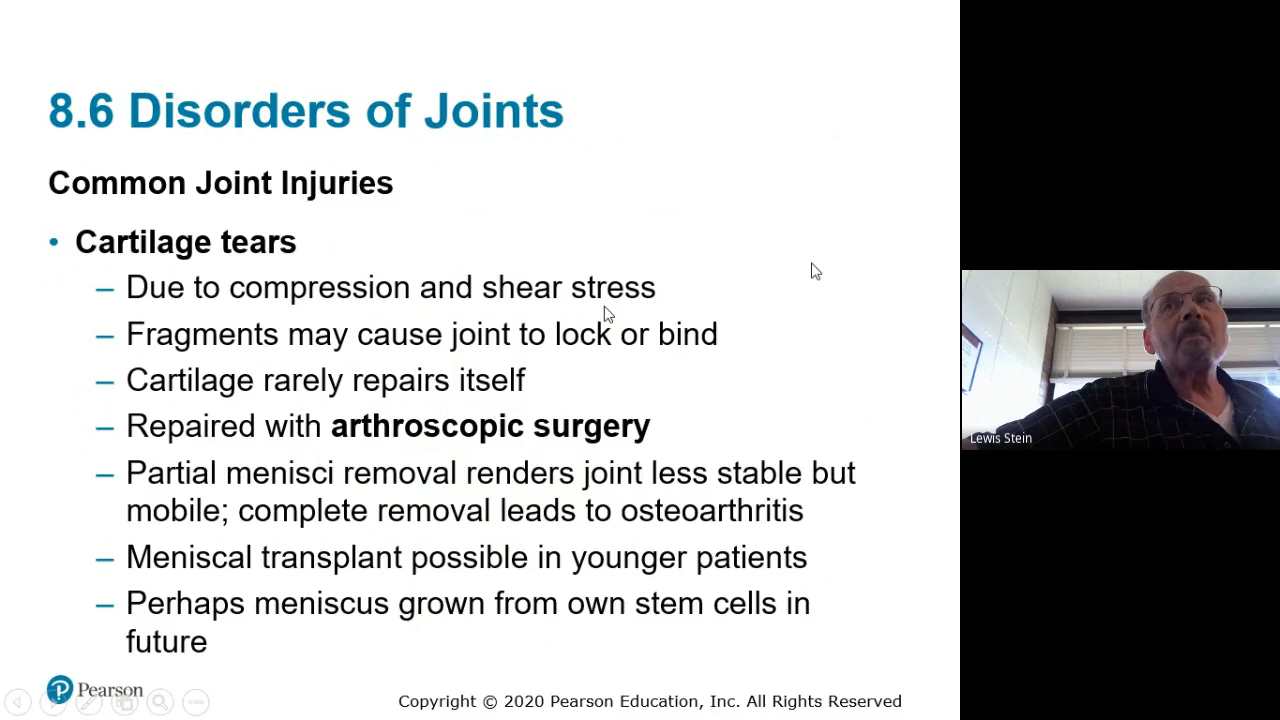 8.6 Disorders of Joints
Common Joint Injuries
• Cartilage tears
– Due to compression and shear stress
– Fragments may cause joint to lock or bind
– Cartilage rarely repairs itself
– Repaired with arthroscopic surgery
– Partial menisci removal renders joint less stable but
mobile; complete removal leads to osteoarthritis
– Meniscal transplant possible in younger patients
– Perhaps meniscus grown from own stem cells in
future
Lewis Stein
Pearson
Copyright © 2020 Pearson Education, Inc. All Rights Reserved